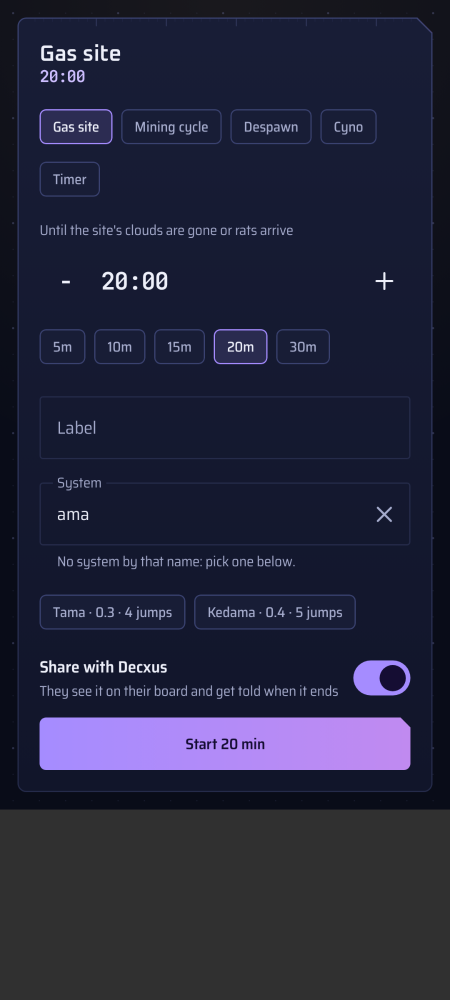 Gas site
20:00
Gas site Mining cycle Despawn Cyno
Timer
Until the site's clouds are gone or rats arrive
- 20:00 +
5m 10m 15m 20m 30m
Label
System
ama
No system by that name: pick one below.
Tama · 0.3 · 4 jumps Kedama · 0.4 · 5 jumps
Share with Decxus
They see it on their board and get told when it ends
Start 20 min